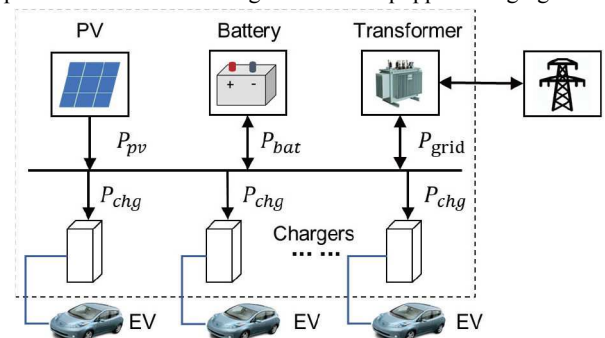 PV Battery Transformer
+ -
P_pv P_bat P_grid
P_chg P_chg P_chg
Chargers
... ...
EV EV EV